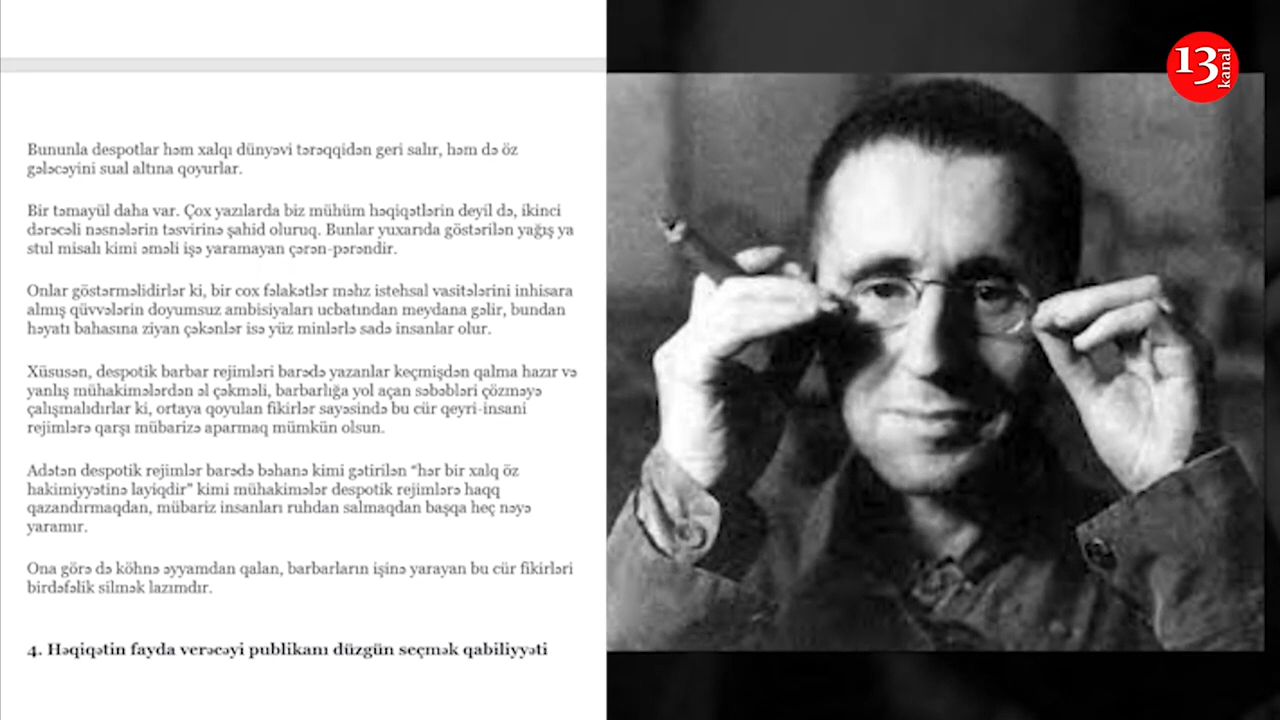 Bununla despotlar həm xalqı dünyəvi tərəqqidən geri salır, həm də öz
gələcəyini sual altına qoyurlar.
Bir təmayül daha var. Çox yazılarda biz mühüm həqiqətlərin deyil də, ikinci
dərəcəli nəsnələrin təsvirinə şahid oluruq. Bunlar yuxarıda göstərilən yağış ya
stul misalı kimi əməli işə yaramayan çərən-pərəndir.
Onlar göstərməlidirlər ki, bir cox fəlakətlər məhz istehsal vasitələrini inhisara
almış qüvvələrin doyumsuz ambisiyaları ucbatından meydana gəlir, bundan
həyatı bahasına ziyan çəkənlər isə yüz minlərlə sadə insanlar olur.
Xüsusən, despotik barbar rejimləri barədə yazanlar keçmişdən qalma hazır və
yanlış mühakimələrdən əl çəkməli, barbarlığa yol açan səbəbləri çözməyə
çalışmalıdırlar ki, ortaya qoyulan fikirlər sayəsində bu cür qeyri-insani
rejimlərə qarşı mübarizə aparmaq mümkün olsun.
Adətən despotik rejimlər barədə bəhanə kimi gətirilən "hər bir xalq öz
hakimiyyətinə layiqdir" kimi mühakimələr despotik rejimlərə haqq
qazandırmaqdan, mübariz insanları ruhdan salmaqdan başqa heç nəyə
yaramır.
Ona görə də köhnə əyyamdan qalan, barbarların işinə yarayan bu cür fikirləri
birdəfəlik silmək lazımdır.
4. Həqiqətin fayda verəcəyi publikanı düzgün seçmək qabiliyyəti
13 kanal